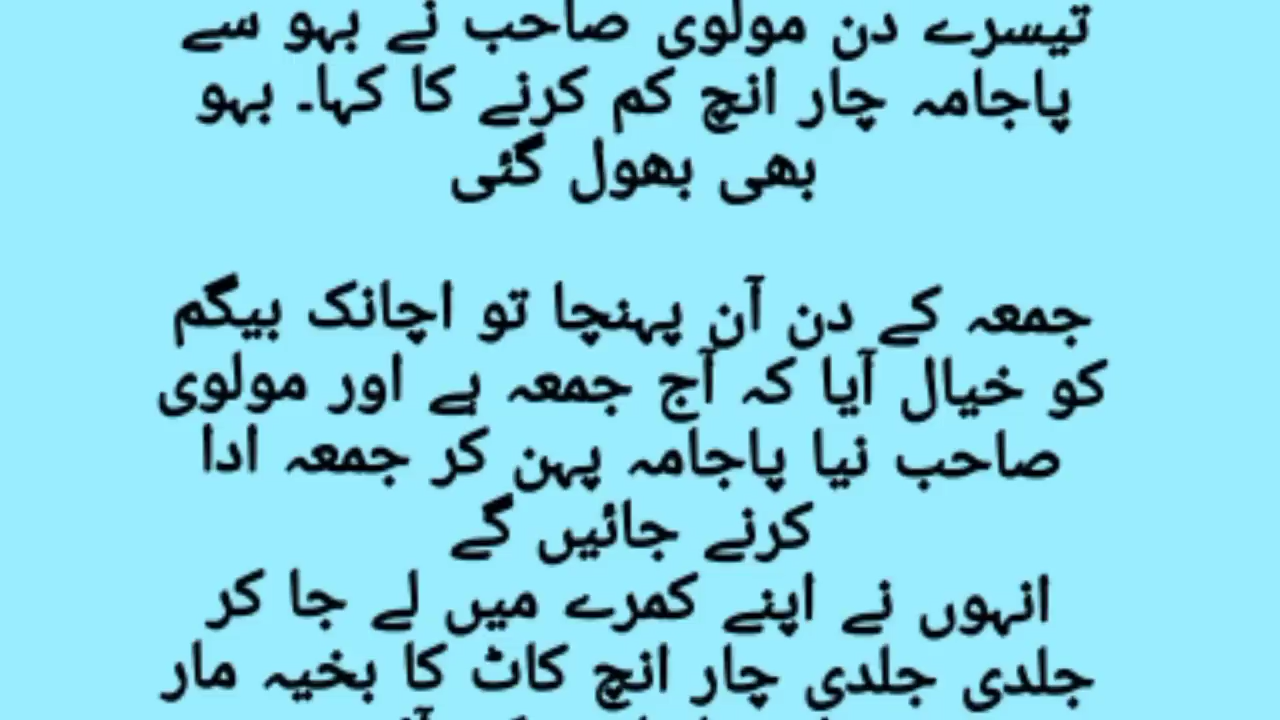 تیسرے دن مولوی صاحب نے بہو سے
پاجامہ چار انچ کم کرنے کا کہا۔ بہو
بھی بھول گئی
جمعہ کے دن آن پہنچا تو اچانک بیگم
کو خیال آیا کہ آج جمعہ ہے اور مولوی
صاحب نیا پاجامہ پہن کر جمعہ ادا
کرنے جائیں گے
انہوں نے اپنے کمرے میں لے جا کر
جلدی جلدی چار انچ کاٹ کا بخیہ مار